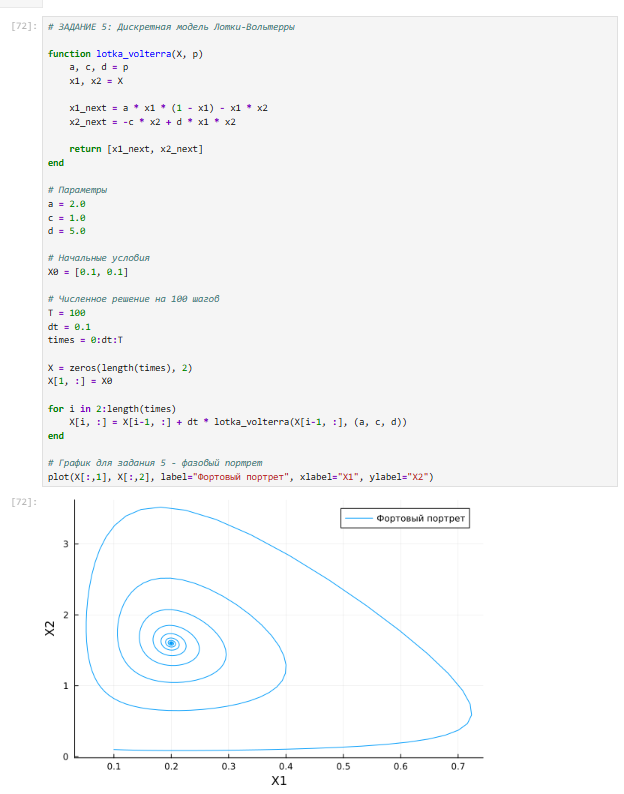 [72]:
# ЗАДАНИЕ 5: Дискретная модель Лотки-Вольтерры
function lotka_volterra(X, p)
    a, c, d = p
    x1, x2 = X
    x1_next = a * x1 * (1 - x1) - x1 * x2
    x2_next = -c * x2 + d * x1 * x2
    return [x1_next, x2_next]
end
# Параметры
a = 2.0
c = 1.0
d = 5.0
# Начальные условия
X0 = [0.1, 0.1]
# Численное решение на 100 шагов
T = 100
dt = 0.1
times = 0:dt:T
X = zeros(length(times), 2)
X[1, :] = X0
for i in 2:length(times)
    X[i, :] = X[i-1, :] + dt * lotka_volterra(X[i-1, :], (a, c, d))
end
# График для задания 5 - фазовый портрет
plot(X[:,1], X[:,2], label="Фортовый портрет", xlabel="X1", ylabel="X2")
[72]:
Фортовый портрет
3
2
1
0
X2
0.1 0.2 0.3 0.4 0.5 0.6 0.7
X1